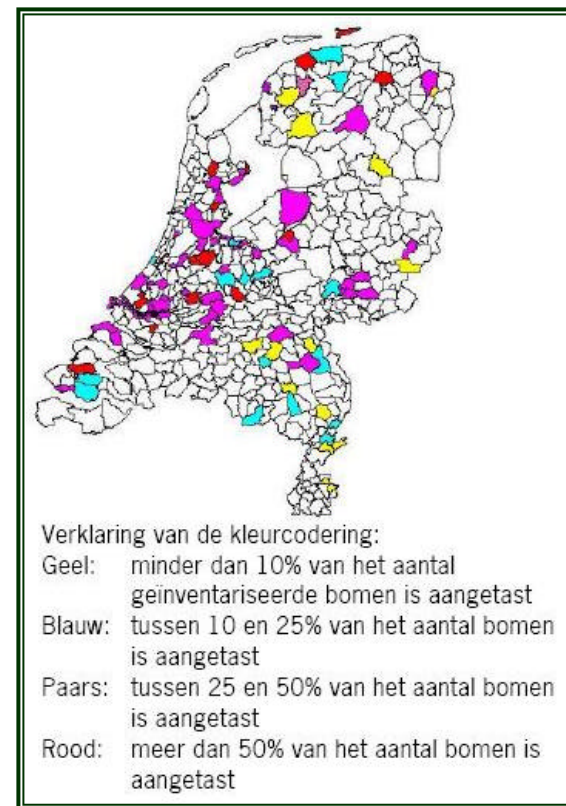 Verklaring van de kleurcodering:
Geel: minder dan 10% van het aantal
geïnventariseerde bomen is aangetast
Blauw: tussen 10 en 25% van het aantal bomen
is aangetast
Paars: tussen 25 en 50% van het aantal bomen
is aangetast
Rood: meer dan 50% van het aantal bomen is
aangetast